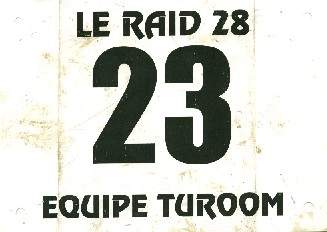 LE RAID 28
23
EQUIPE TUROOM